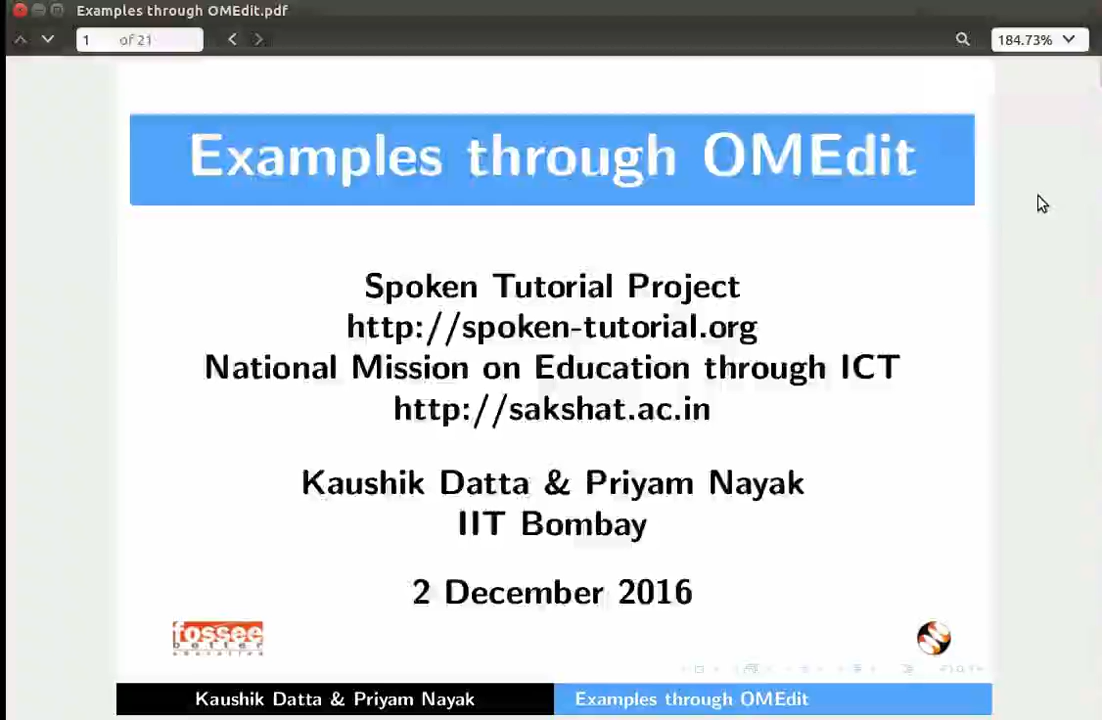 Examples through OMEdit.pdf
1 of 21
184.73%
Examples through OMEdit
Spoken Tutorial Project
http://spoken-tutorial.org
National Mission on Education through ICT
http://sakshat.ac.in
Kaushik Datta & Priyam Nayak
IIT Bombay
2 December 2016
fossee
Kaushik Datta & Priyam Nayak
Examples through OMEdit